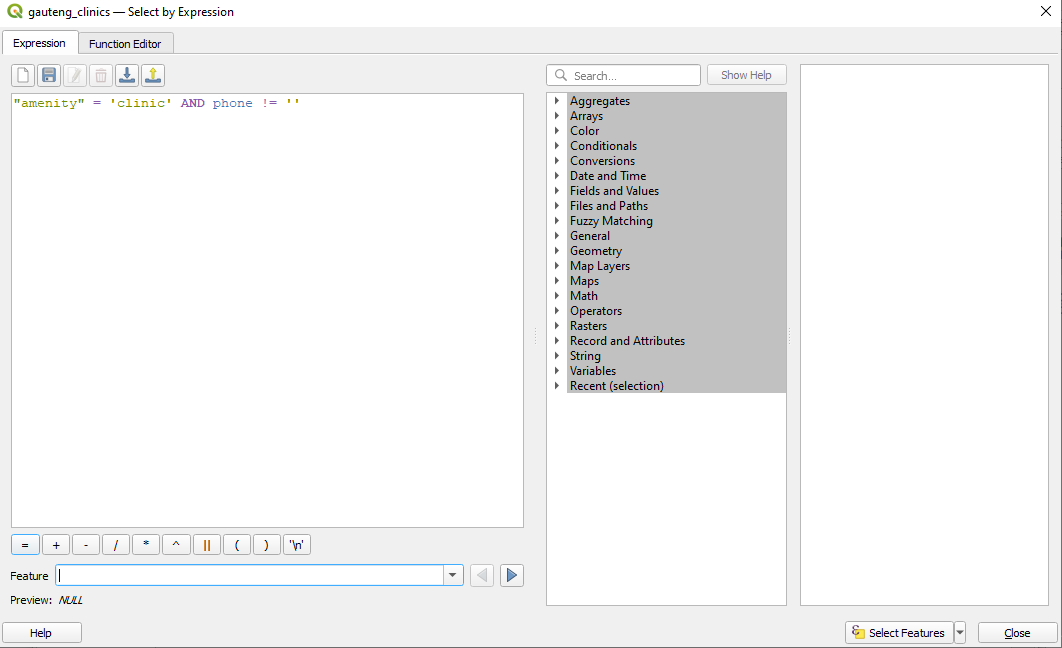 gauteng_clinics — Select by Expression
Expression
Function Editor
"amenity" = 'clinic' AND phone != ''
= + - / * ^ || ( ) '\n'
Feature
Preview: NULL
Help
Search...
Show Help
Aggregates
Arrays
Color
Conditionals
Conversions
Date and Time
Fields and Values
Files and Paths
Fuzzy Matching
General
Geometry
Map Layers
Maps
Math
Operators
Rasters
Record and Attributes
String
Variables
Recent (selection)
Select Features
Close